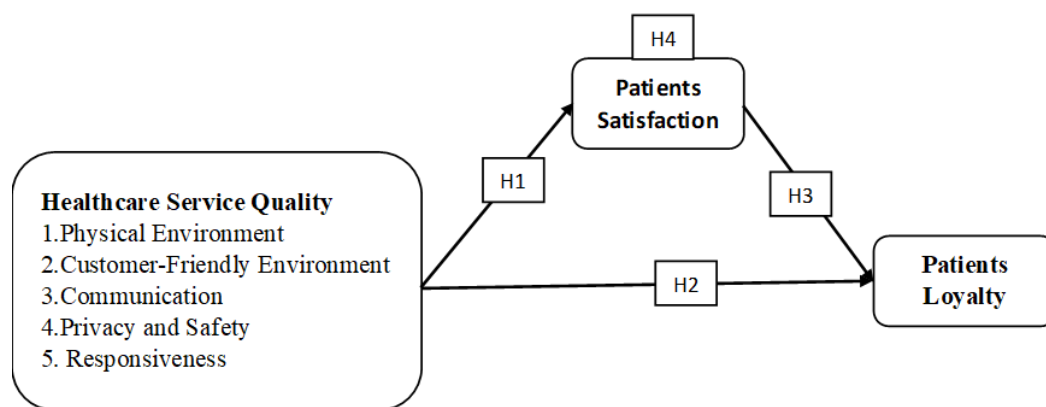 H4
Patients
Satisfaction
H1
H3
Healthcare Service Quality
1.Physical Environment
2.Customer-Friendly Environment
3.Communication
4.Privacy and Safety
5. Responsiveness
H2
Patients
Loyalty